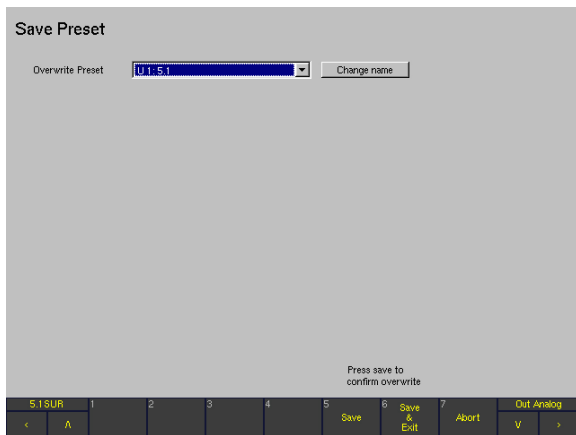 Save Preset
Overwrite Preset U 1: 5.1 Change name
Press save to
confirm overwrite
5.1SUR 1 2 3 4 5 Save 6 Save & Exit 7 Abort Out Analog
< Λ V >